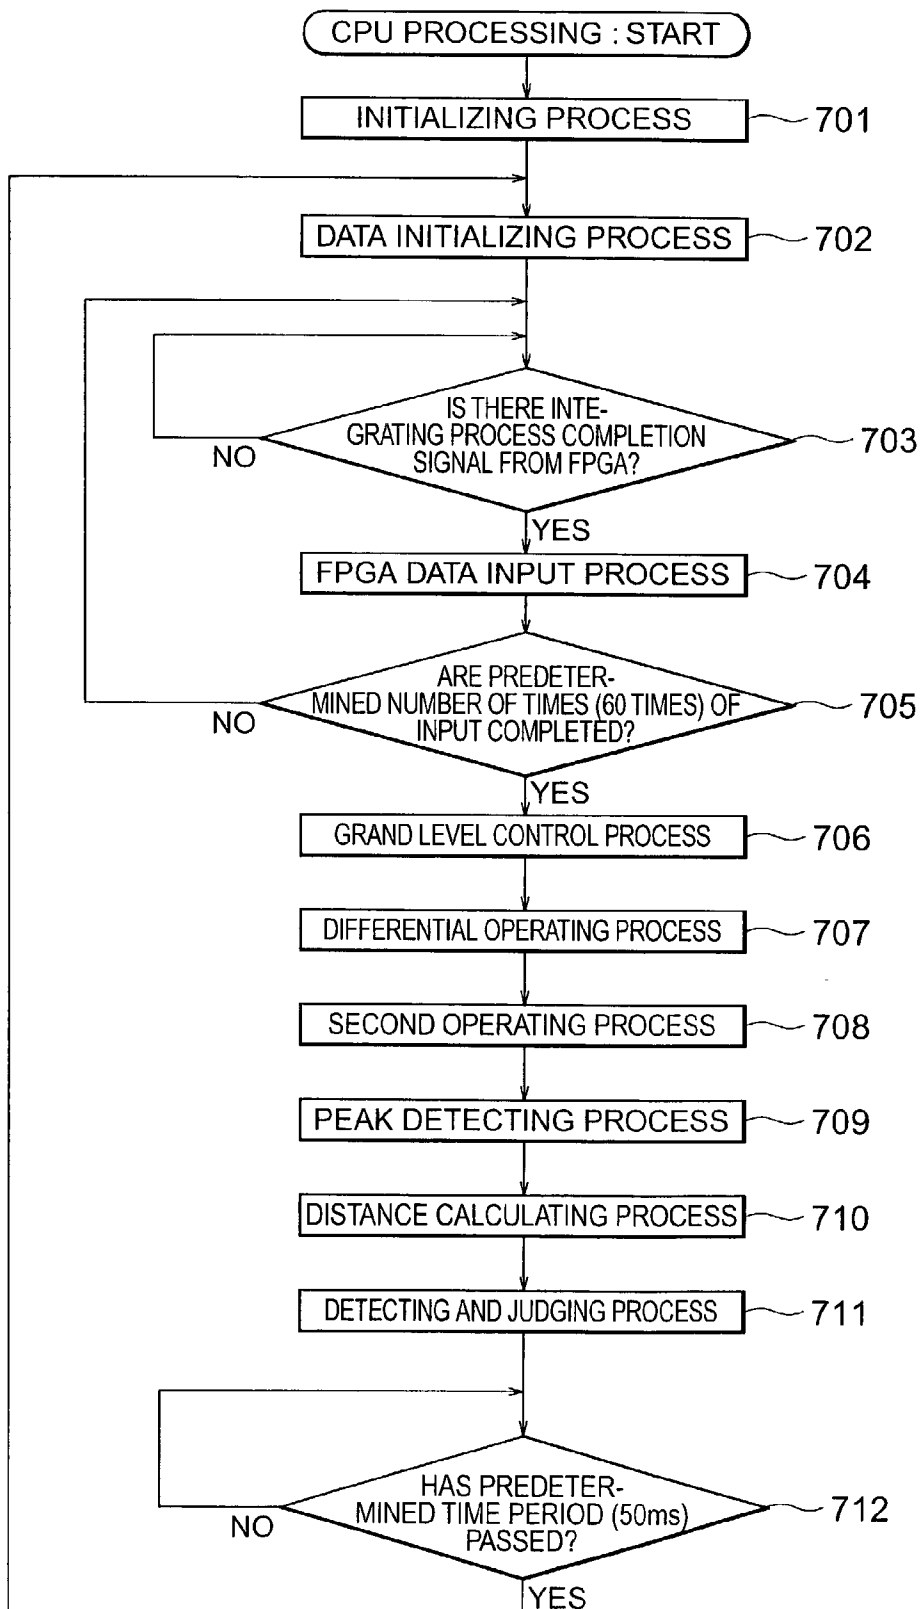 CPU PROCESSING : START
INITIALIZING PROCESS
701
DATA INITIALIZING PROCESS
702
IS THERE INTE-
GRATING PROCESS COMPLETION
SIGNAL FROM FPGA?
703
NO
YES
FPGA DATA INPUT PROCESS
704
ARE PREDETER-
MINED NUMBER OF TIMES (60 TIMES) OF
INPUT COMPLETED?
705
NO
YES
GRAND LEVEL CONTROL PROCESS
706
DIFFERENTIAL OPERATING PROCESS
707
SECOND OPERATING PROCESS
708
PEAK DETECTING PROCESS
709
DISTANCE CALCULATING PROCESS
710
DETECTING AND JUDGING PROCESS
711
HAS PREDETER-
MINED TIME PERIOD (50ms)
PASSED?
712
NO
YES